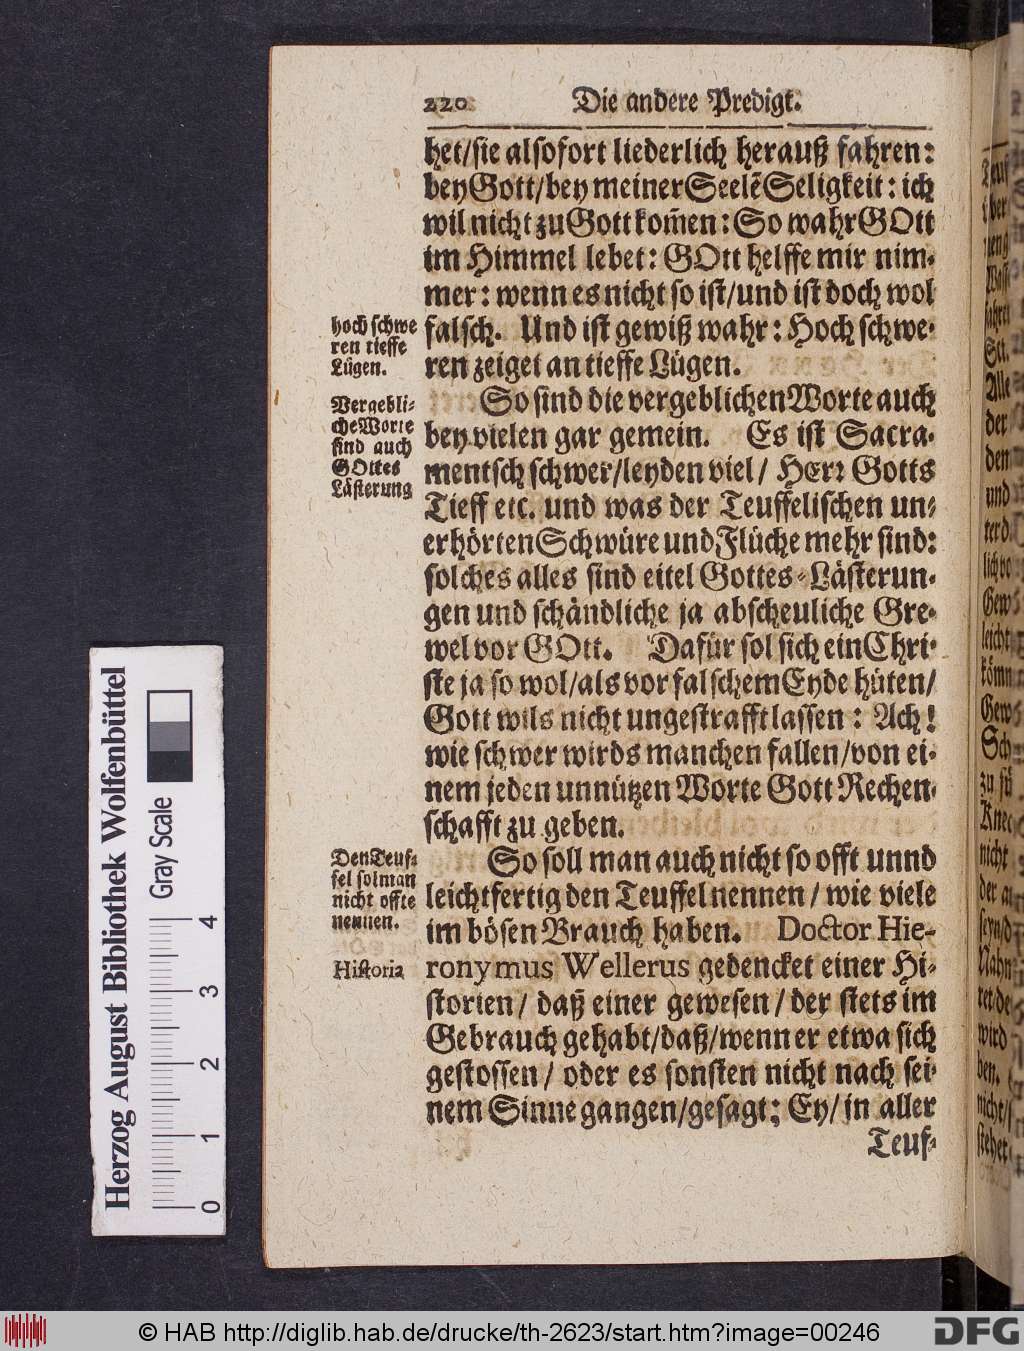 220 Die andere Predigt.
het/sie alsofort liederlich herauß fahren:
bey Gott/bey meiner Seelē Seligkeit: ich
wil nicht zu Gott kom̄en: So wahr GOtt
im Himmel lebet: GOtt helffe mir nim-
mer: wenn es nicht so ist/und ist doch wol
falsch. Und ist gewiß wahr: Hoch schwe-
ren zeiget an tieffe Lügen.
hoch schwe
ren tieffe
Lügen.
So sind die vergeblichen Worte auch
bey vielen gar gemein. Es ist Sacra-
mentsch schwer/leyden viel/ HErr Gotts
Tieff etc. und was der Teuffelischen un-
erhörten Schwüre und Flüche mehr sind:
solches alles sind eitel Gottes-Lästerun-
gen und schändliche ja abscheuliche Gre-
wel vor GOtt. Dafür sol sich ein Chri-
ste ja so wol/als vor falschem Eyde hüten/
Gott wils nicht ungestrafft lassen: Ach!
wie schwer wirds manchen fallen/von ei-
nem jeden unnützen Worte Gott Rechen-
schafft zu geben.
Vergebli-
che Worte
sind auch
GOttes
Lästerung
So soll man auch nicht so offt unnd
leichtfertig den Teuffel nennen/ wie viele
im bösen Brauch haben. Doctor Hie-
ronymus Wellerus gedencket einer Hi-
storien/ daß einer gewesen/ der stets im
Gebrauch gehabt/daß/wenn er etwa sich
gestossen/ oder es sonsten nicht nach sei-
nem Sinne gangen/gesagt; Ey/ in aller
Teuf-
Den Teuf-
fel sol man
nicht offte
nennen.
Historia
Herzog August Bibliothek Wolfenbüttel
Gray Scale
0 1 2 3 4
© HAB http://diglib.hab.de/drucke/th-2623/start.htm?image=00246
DFG